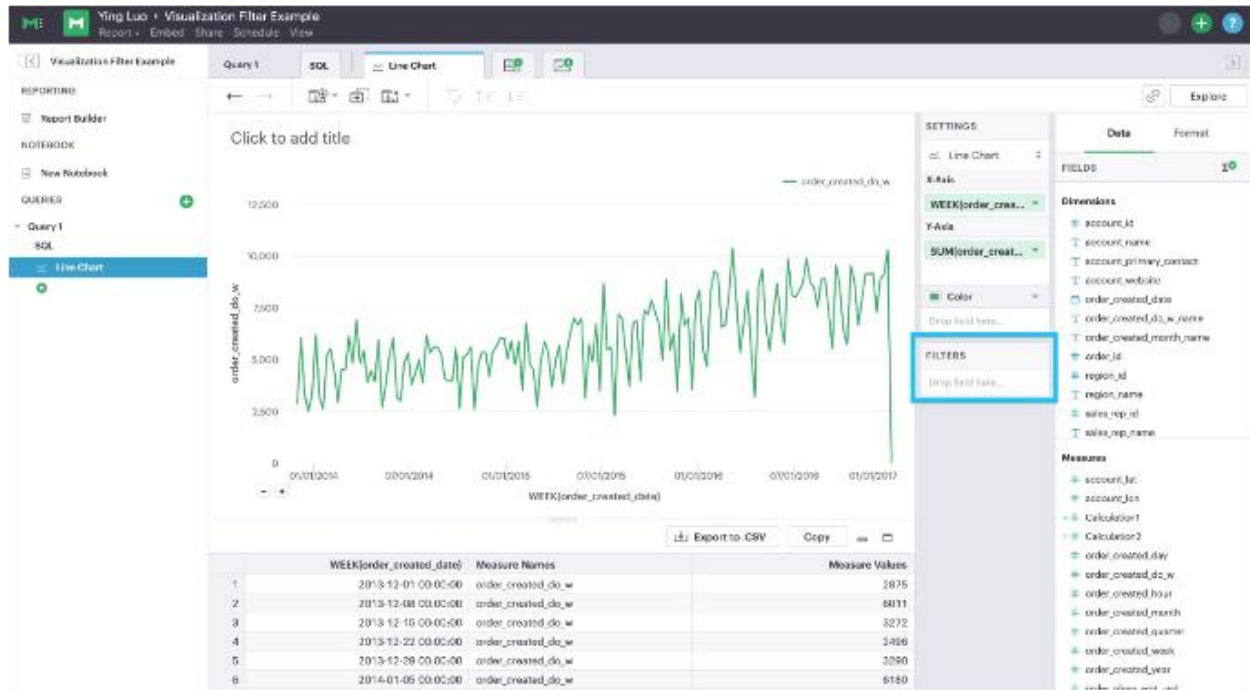 Ying Luo • Visualization Filter Example
Report Embed Share Schedule View
?
Visualization Filter Example
REPORTING
Report Builder
NOTEBOOK
New Notebook
QUERIES
Query 1
SQL
Line Chart
Query 1 SQL Line Chart
Explore
Click to add title
order_created_do_w
12,500
10,000
7,500
5,000
2,500
0
order_created_do_w
01/01/2014 07/01/2014 01/01/2015 07/01/2015 01/01/2016 07/01/2016 01/01/2017
WEEK(order_created_date)
Export to .CSV Copy
WEEK(order_created_date) Measure Names Measure Values
1 2013-12-01 00:00:00 order_created_do_w 2875
2 2013-12-08 00:00:00 order_created_do_w 6011
3 2013-12-15 00:00:00 order_created_do_w 3272
4 2013-12-22 00:00:00 order_created_do_w 2496
5 2013-12-29 00:00:00 order_created_do_w 3290
6 2014-01-05 00:00:00 order_created_do_w 6180
SETTINGS
Line Chart
X-Axis
WEEK(order_crea...
Y-Axis
SUM(order_creat...
Color
Drop field here...
FILTERS
Drop field here...
Data Format
FIELDS
Dimensions
account_id
account_name
account_primary_contact
account_website
order_created_date
order_created_do_w_name
order_created_month_name
order_id
region_id
region_name
sales_rep_id
sales_rep_name
Measures
account_lat
account_lon
Calculation1
Calculation2
order_created_day
order_created_do_w
order_created_hour
order_created_month
order_created_quarter
order_created_week
order_created_year